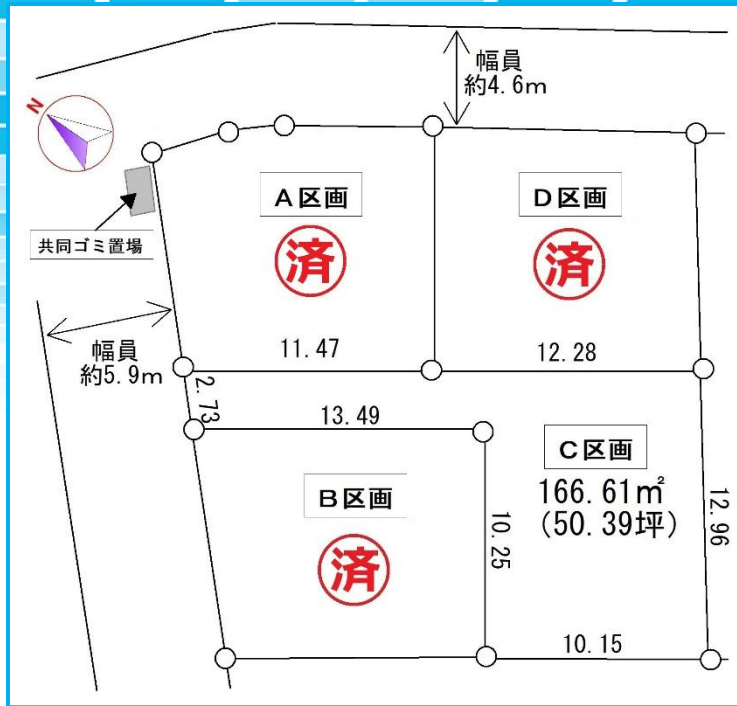 幅員
約4.6m
N
A区画
済
D区画
済
共同ゴミ置場
幅員
約5.9m
11.47
12.28
2.73
13.49
B区画
済
C区画
166.61㎡
(50.39坪)
10.25
12.96
10.15